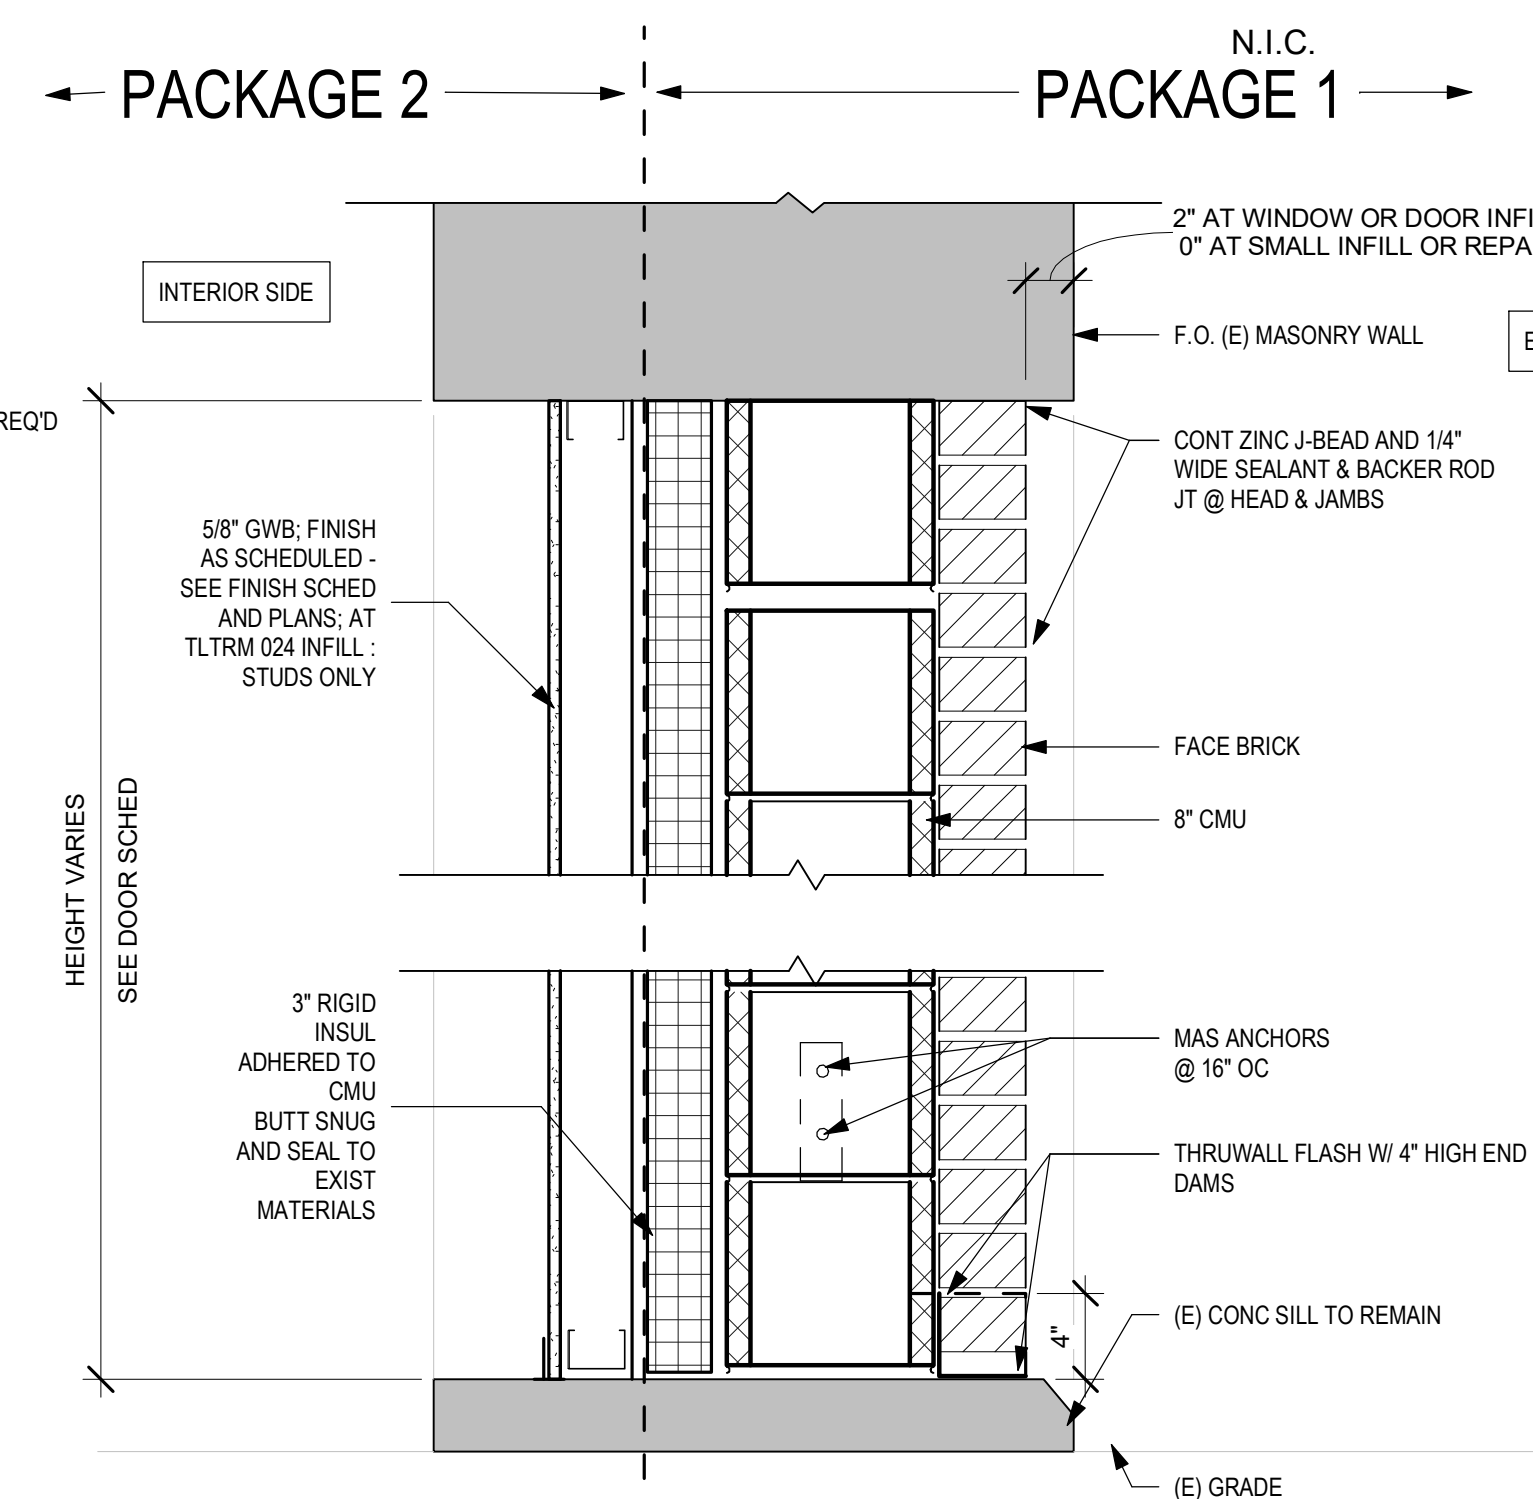 N.I.C.
PACKAGE 2
PACKAGE 1
INTERIOR SIDE
2" AT WINDOW OR DOOR
0" AT SMALL INFILL OR
F.O. (E) MASONRY WALL
REQ'D
CONT ZINC J-BEAD AND 1/4"
WIDE SEALANT & BACKER ROD
JT @ HEAD & JAMBS
5/8" GWB; FINISH
AS SCHEDULED -
SEE FINISH SCHED
AND PLANS; AT
TLTRM 024 INFILL :
STUDS ONLY
FACE BRICK
8" CMU
HEIGHT VARIES
SEE DOOR SCHED
3" RIGID
INSUL
ADHERED TO
CMU
BUTT SNUG
AND SEAL TO
EXIST
MATERIALS
MAS ANCHORS
@ 16" OC
THRUWALL FLASH W/ 4" HIGH END
DAMS
4"
(E) CONC SILL TO REMAIN
(E) GRADE